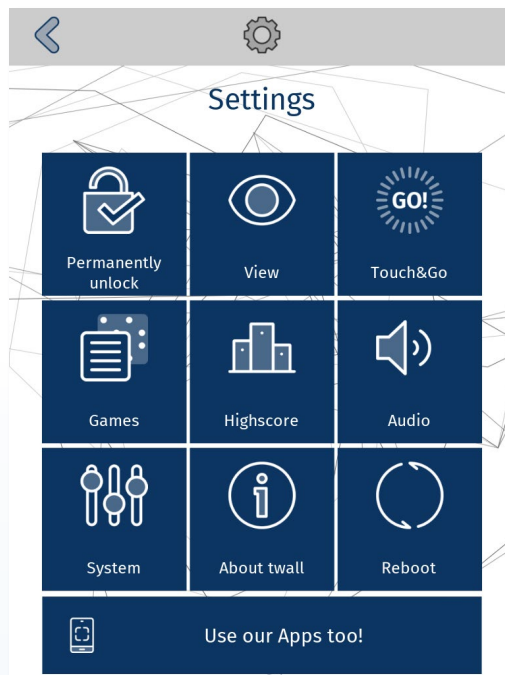 Settings
GO!
Permanently
unlock
View
Touch&Go
Games
Highscore
Audio
System
About twall
Reboot
Use our Apps too!